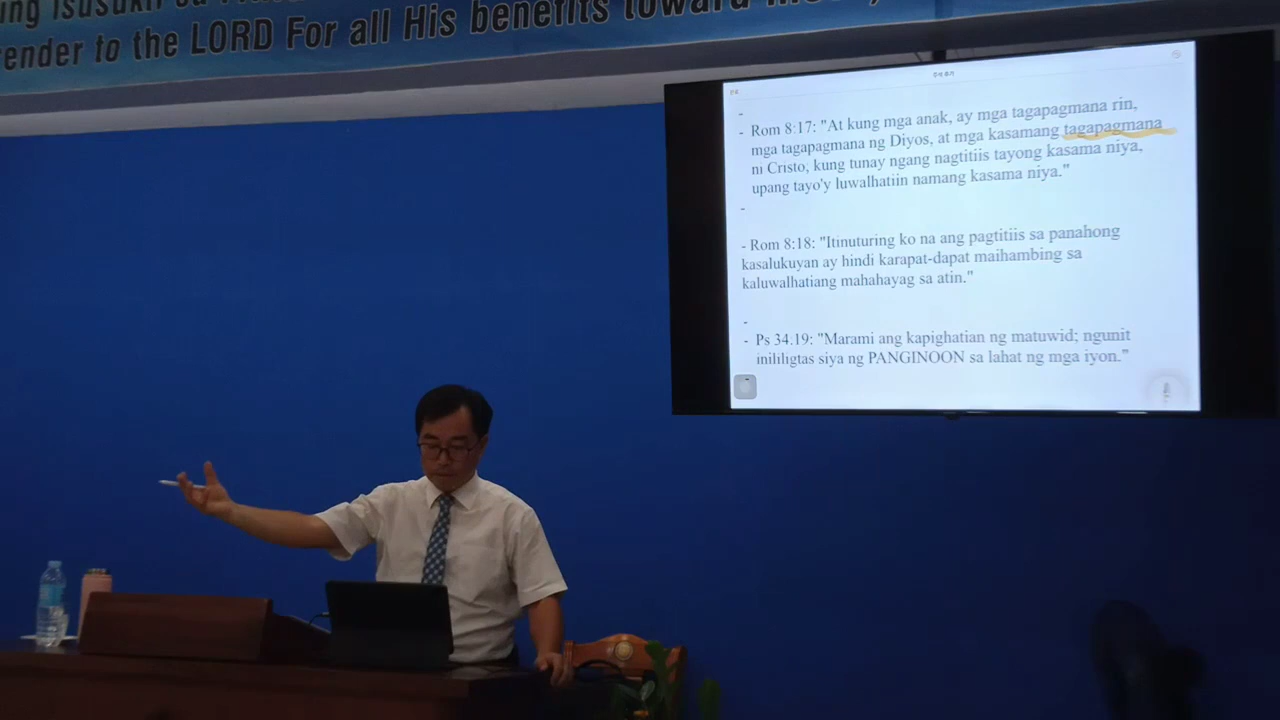 ung isusukli sa
render to the LORD For all His benefits toward
-
- Rom 8:17: "At kung mga anak, ay mga tagapagmana rin,
mga tagapagmana ng Diyos, at mga kasamang tagapagmana
ni Cristo, kung tunay ngang nagtitiis tayong kasama niya,
upang tayo'y luwalhatiin namang kasama niya."
-
- Rom 8:18: "Itinuturing ko na ang pagtitiis sa panahong
kasalukuyan ay hindi karapat-dapat maihambing sa
kaluwalhatiang mahahayag sa atin."
-
- Ps 34.19: "Marami ang kapighatian ng matuwid; ngunit
inililigtas siya ng PANGINOON sa lahat ng mga iyon."